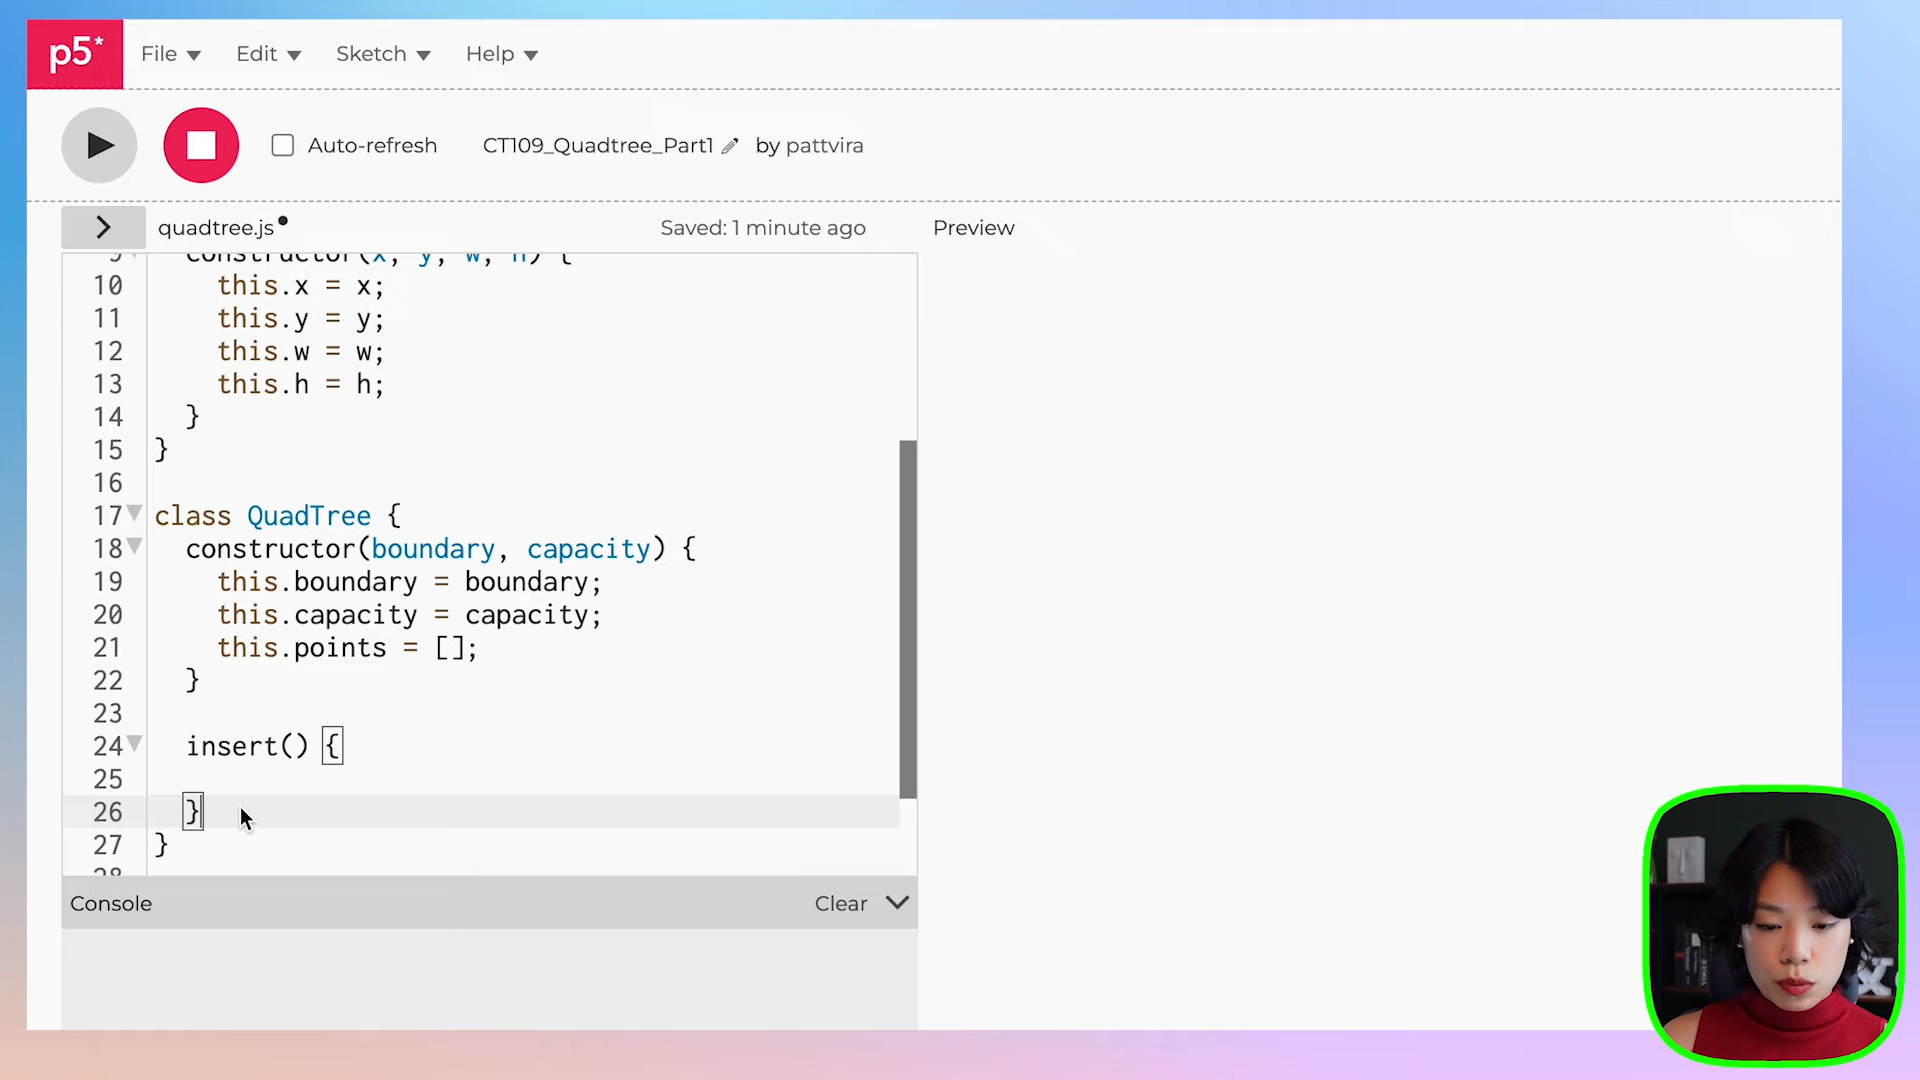 p5*
File
Edit
Sketch
Help
Auto-refresh
CT109_Quadtree_Part1
by pattvira
quadtree.js
Saved: 1 minute ago
Preview
9 constructor(x, y, w, h) {
10 this.x = x;
11 this.y = y;
12 this.w = w;
13 this.h = h;
14 }
15 }
16
17 class QuadTree {
18 constructor(boundary, capacity) {
19 this.boundary = boundary;
20 this.capacity = capacity;
21 this.points = [];
22 }
23
24 insert() {
25
26 }
27 }
28
Console
Clear